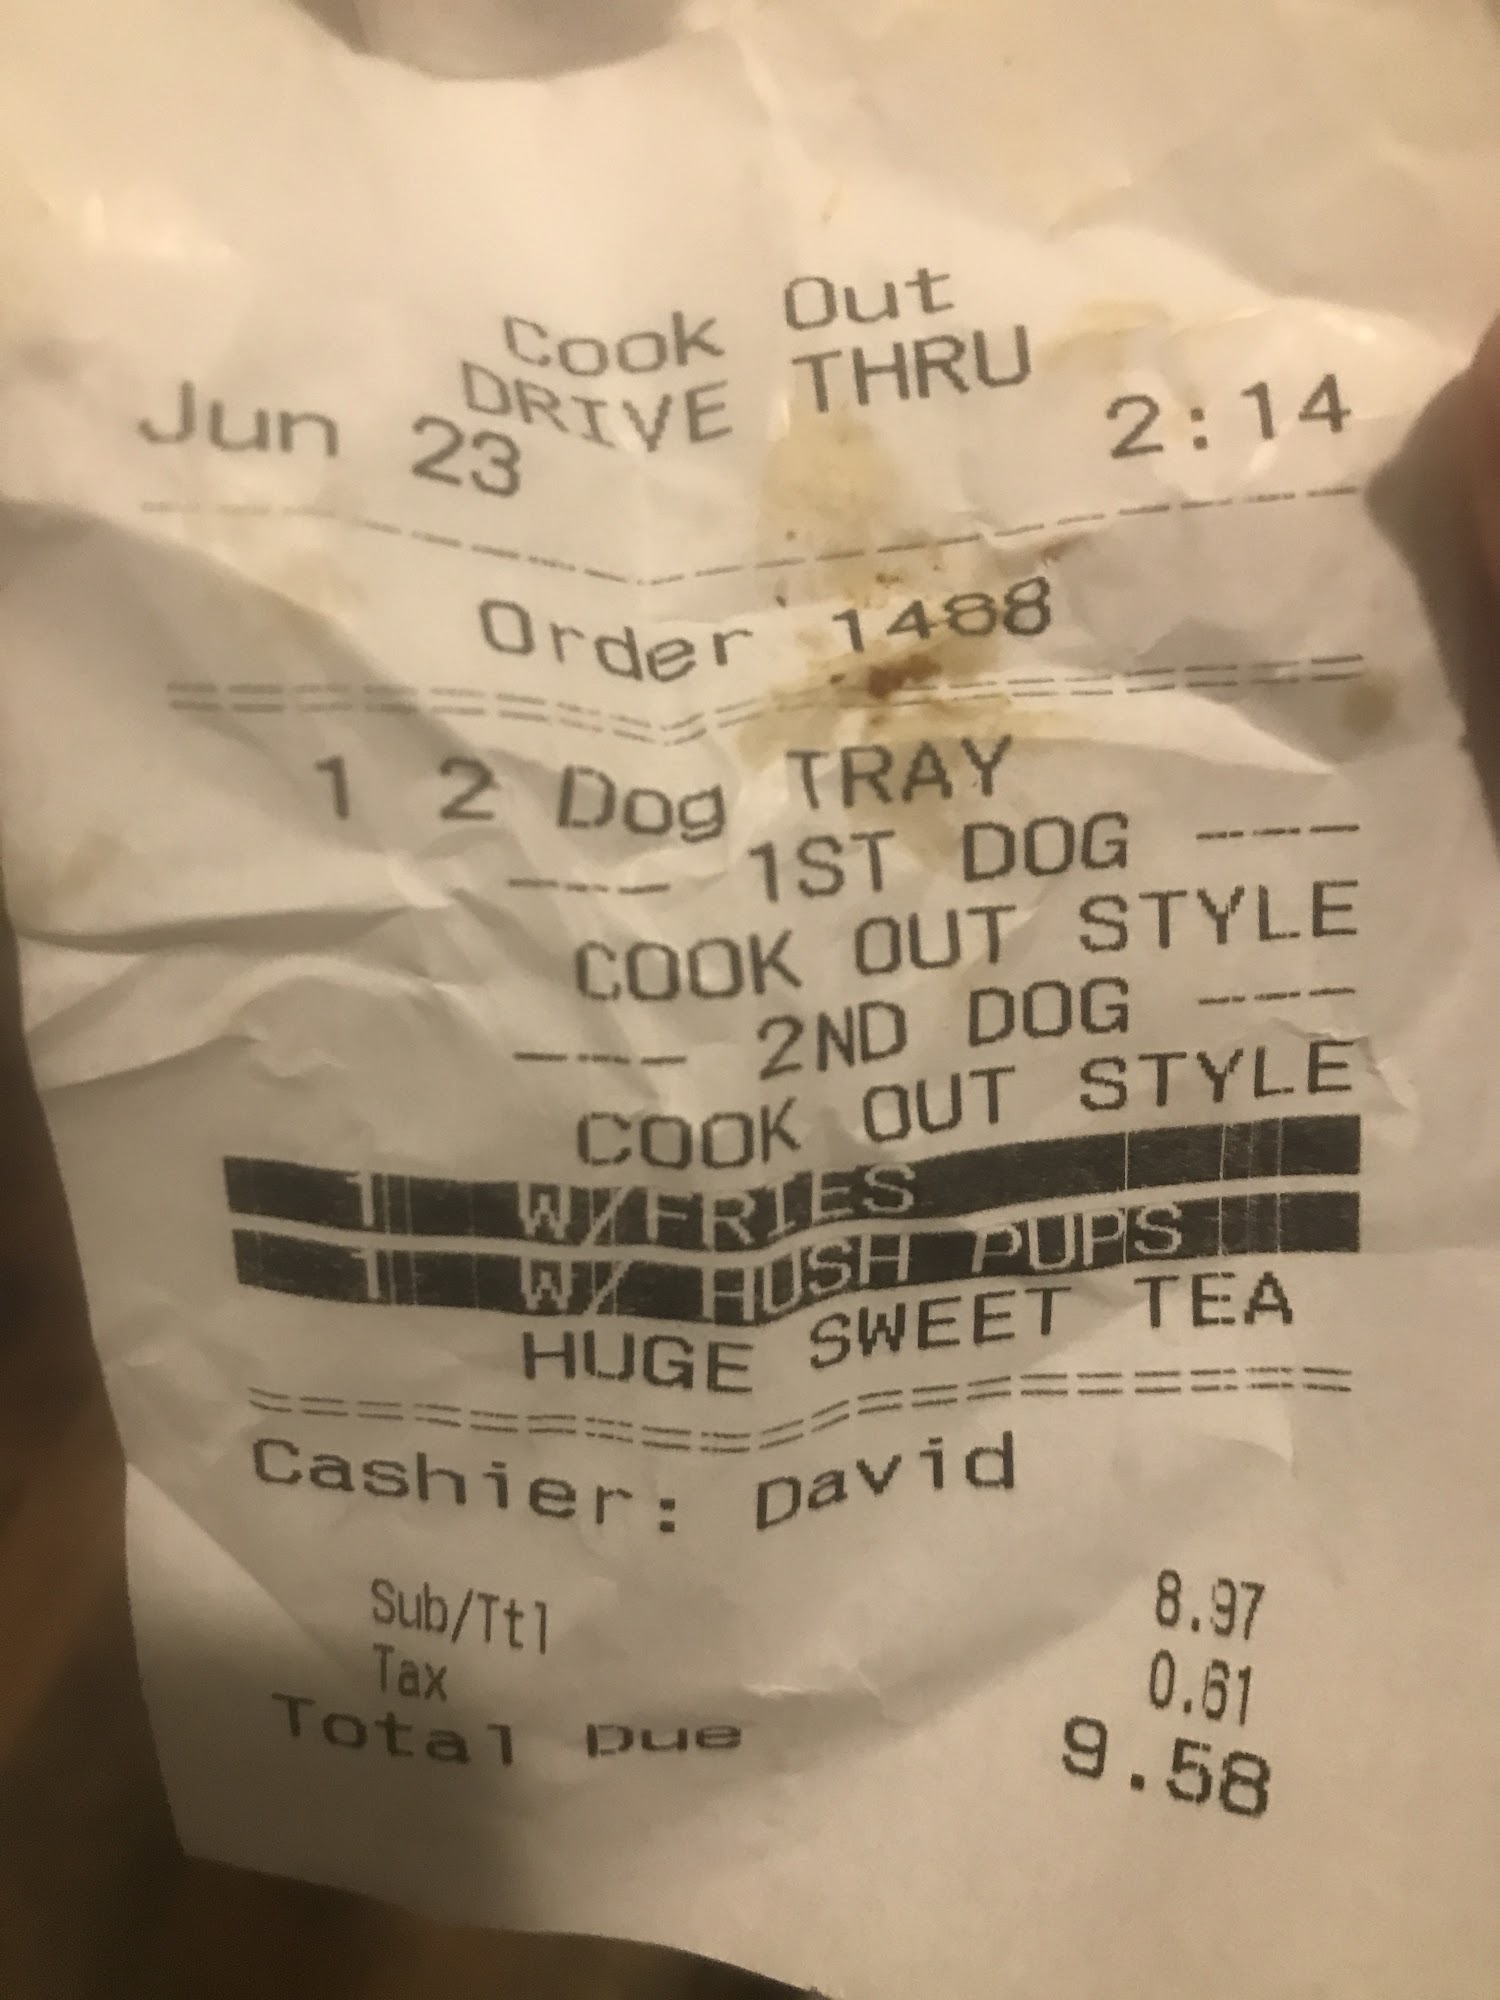 Cook Out
DRIVE THRU
Jun 23 2:14
Order 1488
1 2 Dog TRAY
---- 1ST DOG ----
COOK OUT STYLE
---- 2ND DOG ----
COOK OUT STYLE
1 W/FRIES
1 W/ HUSH PUPS
HUGE SWEET TEA
Cashier: David
Sub/Ttl 8.97
Tax 0.61
Total Due 9.58